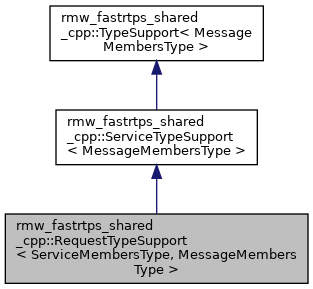 rmw_fastrtps_shared
_cpp::TypeSupport< Message
MembersType >
rmw_fastrtps_shared
_cpp::ServiceTypeSupport
< MessageMembersType >
rmw_fastrtps_shared
_cpp::RequestTypeSupport
< ServiceMembersType, MessageMembers
Type >